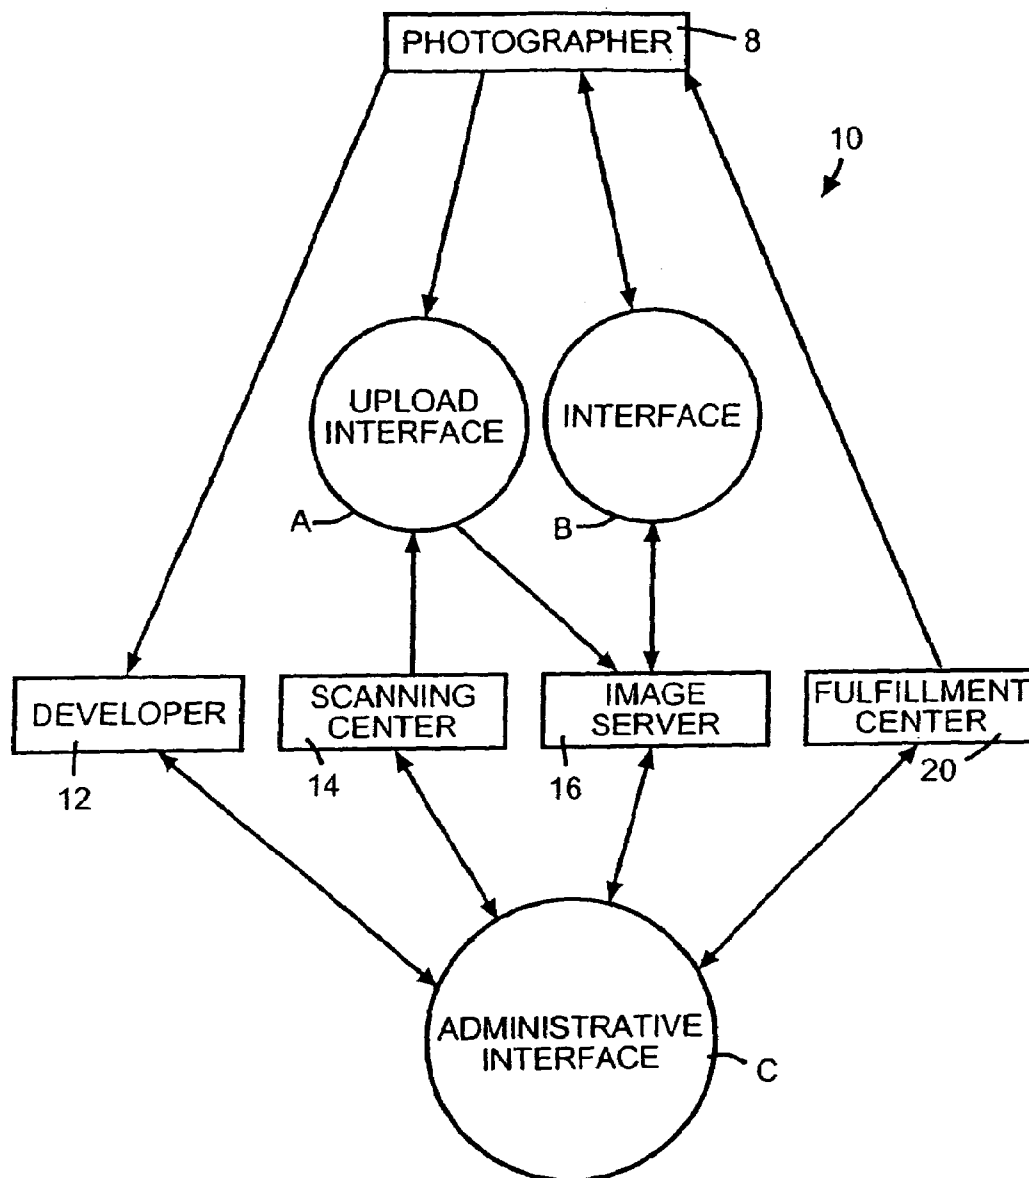 PHOTOGRAPHER
8
10
UPLOAD
INTERFACE
INTERFACE
A
B
DEVELOPER
SCANNING
CENTER
IMAGE
SERVER
FULFILLMENT
CENTER
12
14
16
20
ADMINISTRATIVE
INTERFACE
C